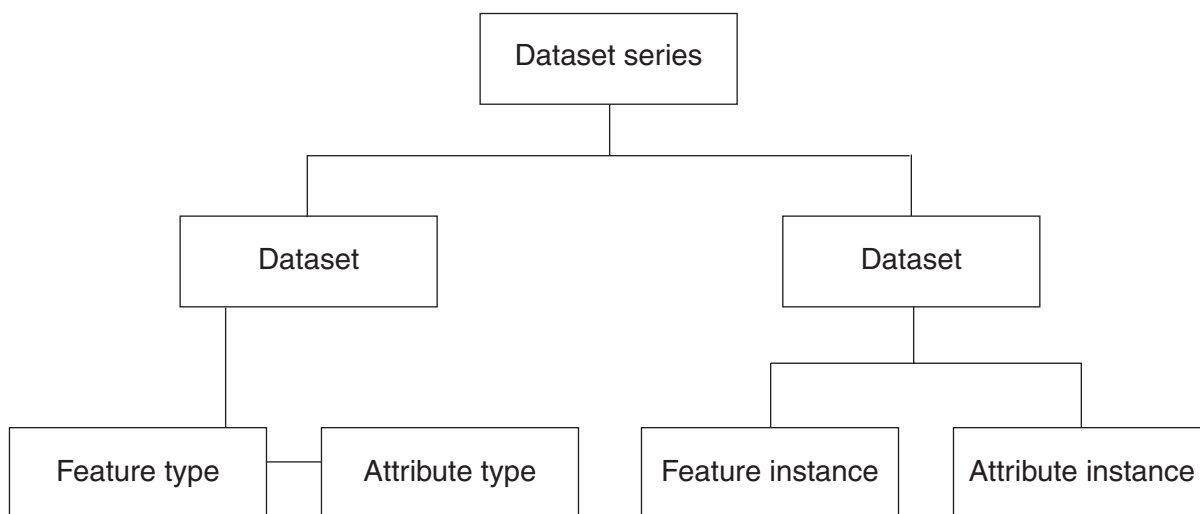 Dataset series
Dataset
Dataset
Feature type
Attribute type
Feature instance
Attribute instance